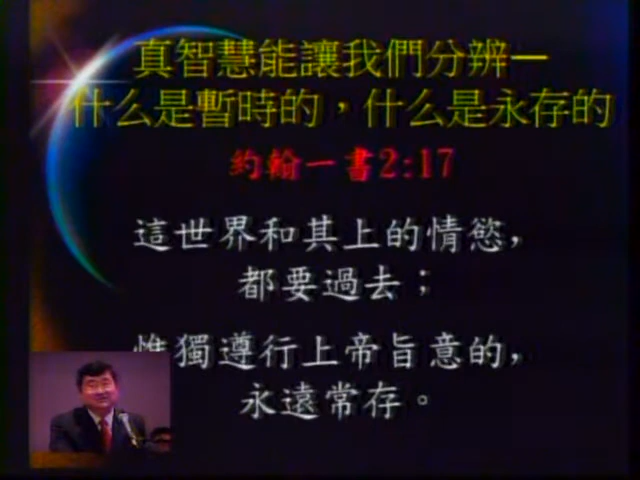 真智慧能讓我們分辨—
什么是暫時的，什么是永存的
約翰一書2:17
這世界和其上的情慾，
都要過去；
惟獨遵行上帝旨意的，
永遠常存。